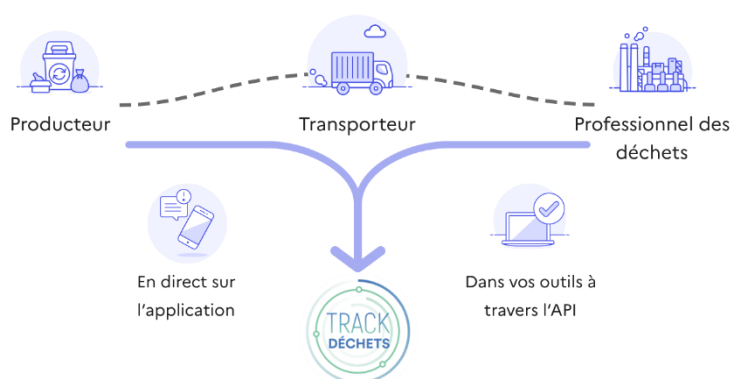 Producteur
Transporteur
Professionnel des
déchets
En direct sur
l'application
Dans vos outils à
travers l'API
TRACK
DÉCHETS